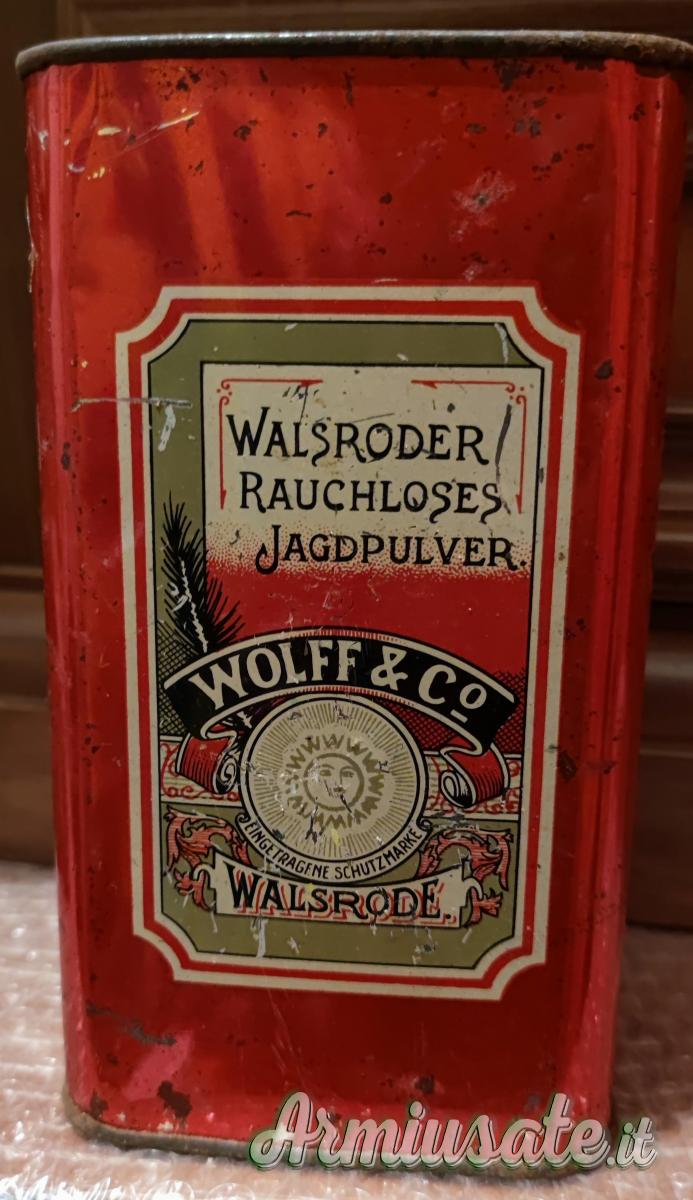 WALSRODER
RAUCHLOSES
JAGDPULVER.
WOLFF & Co
EINGETRAGENE SCHUTZMARKE
WALSRODE.
Armiusate.it